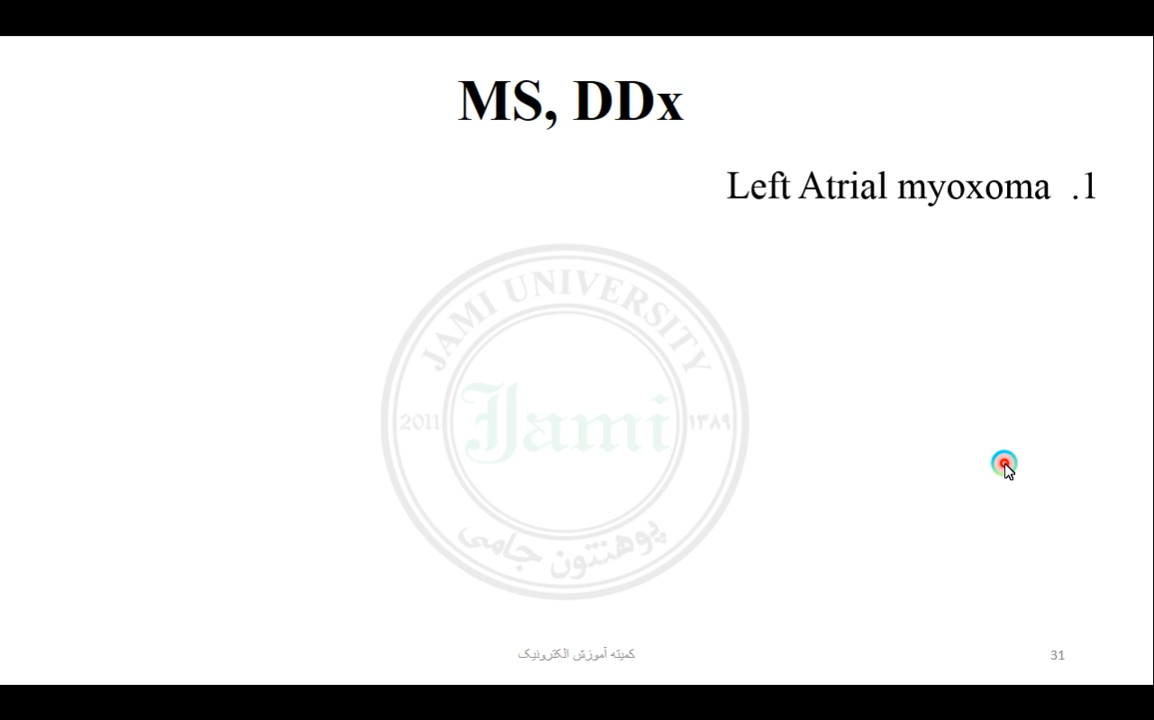 MS, DDx
Left Atrial myoxoma .1
JAMI UNIVERSITY
2011
Jami
۱۳۸۹
پوهنتون جامی
کمیته آموزش الکترونیک
31